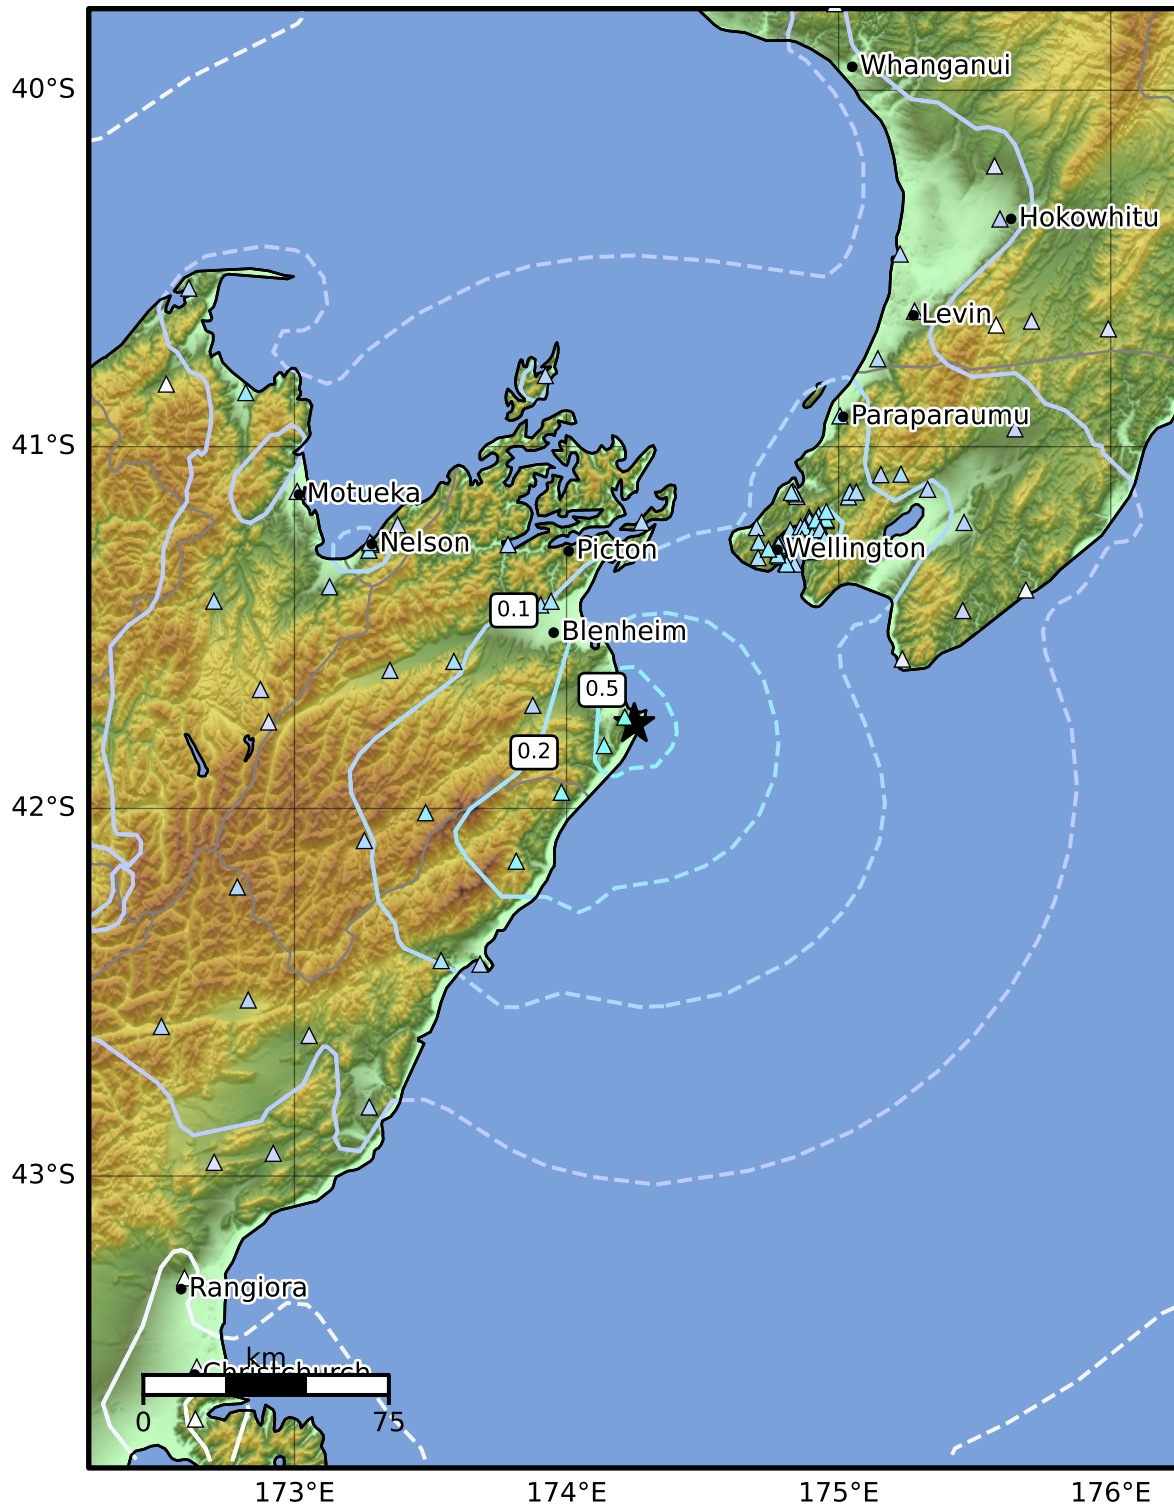 40°S
Whanganui
Hokowhitu
Levin
Paraparaumu
41°S
Motueka
Nelson
Picton
Wellington
0.1
Blenheim
0.5
0.2
42°S
43°S
Rangiora
km
Christchurch
0
75
173°E
174°E
175°E
176°E